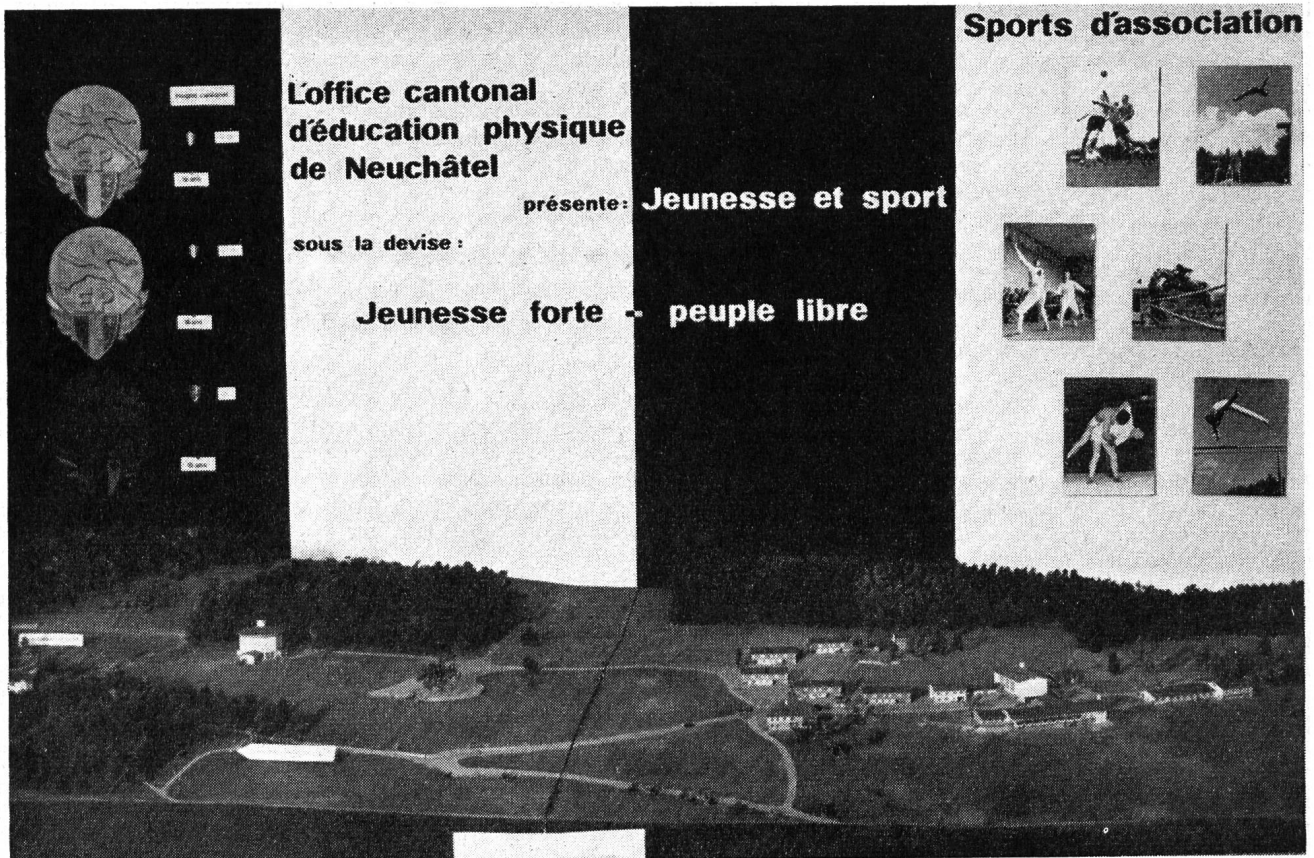 L'office cantonal
d'éducation physique
de Neuchâtel
présente: Jeunesse et sport
sous la devise:
Jeunesse forte - peuple libre
Sports d'association